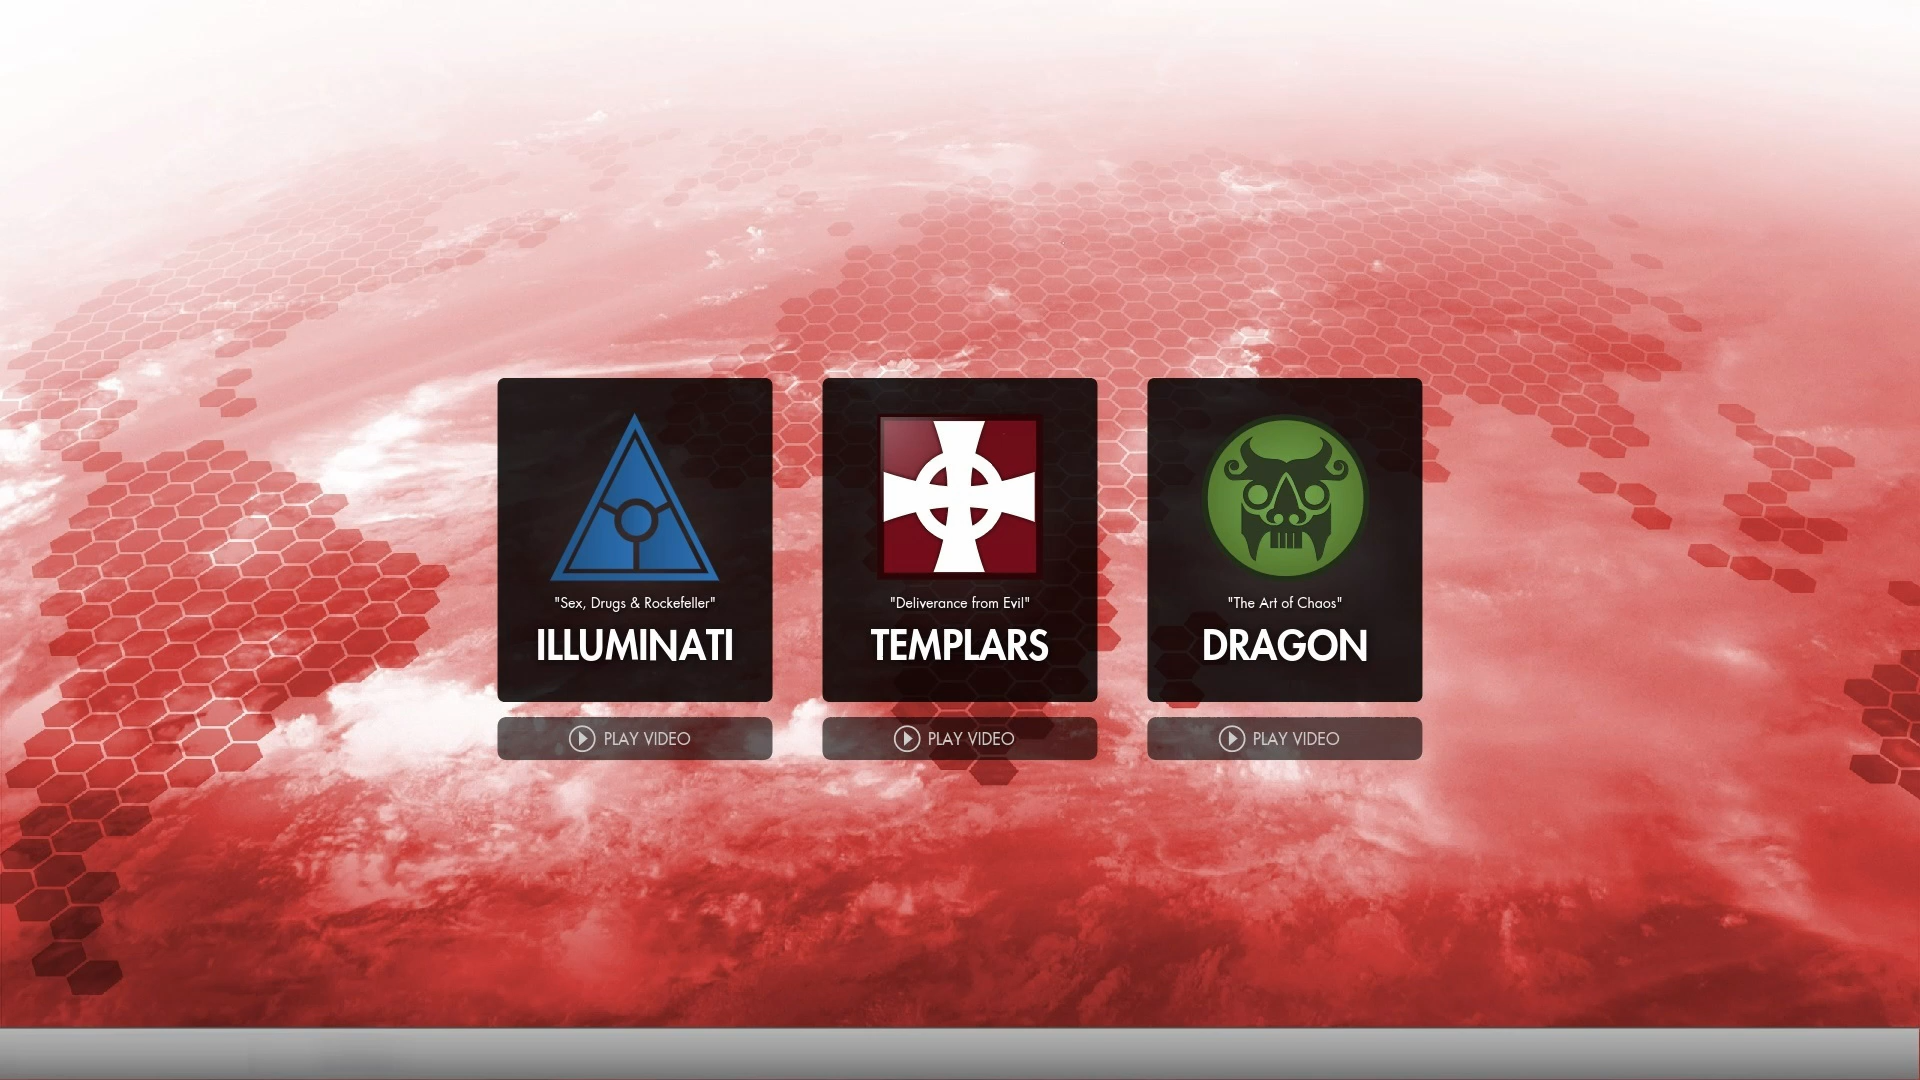 "Sex, Drugs & Rockefeller"
ILLUMINATI
PLAY VIDEO
"Deliverance from Evil"
TEMPLARS
PLAY VIDEO
"The Art of Chaos"
DRAGON
PLAY VIDEO